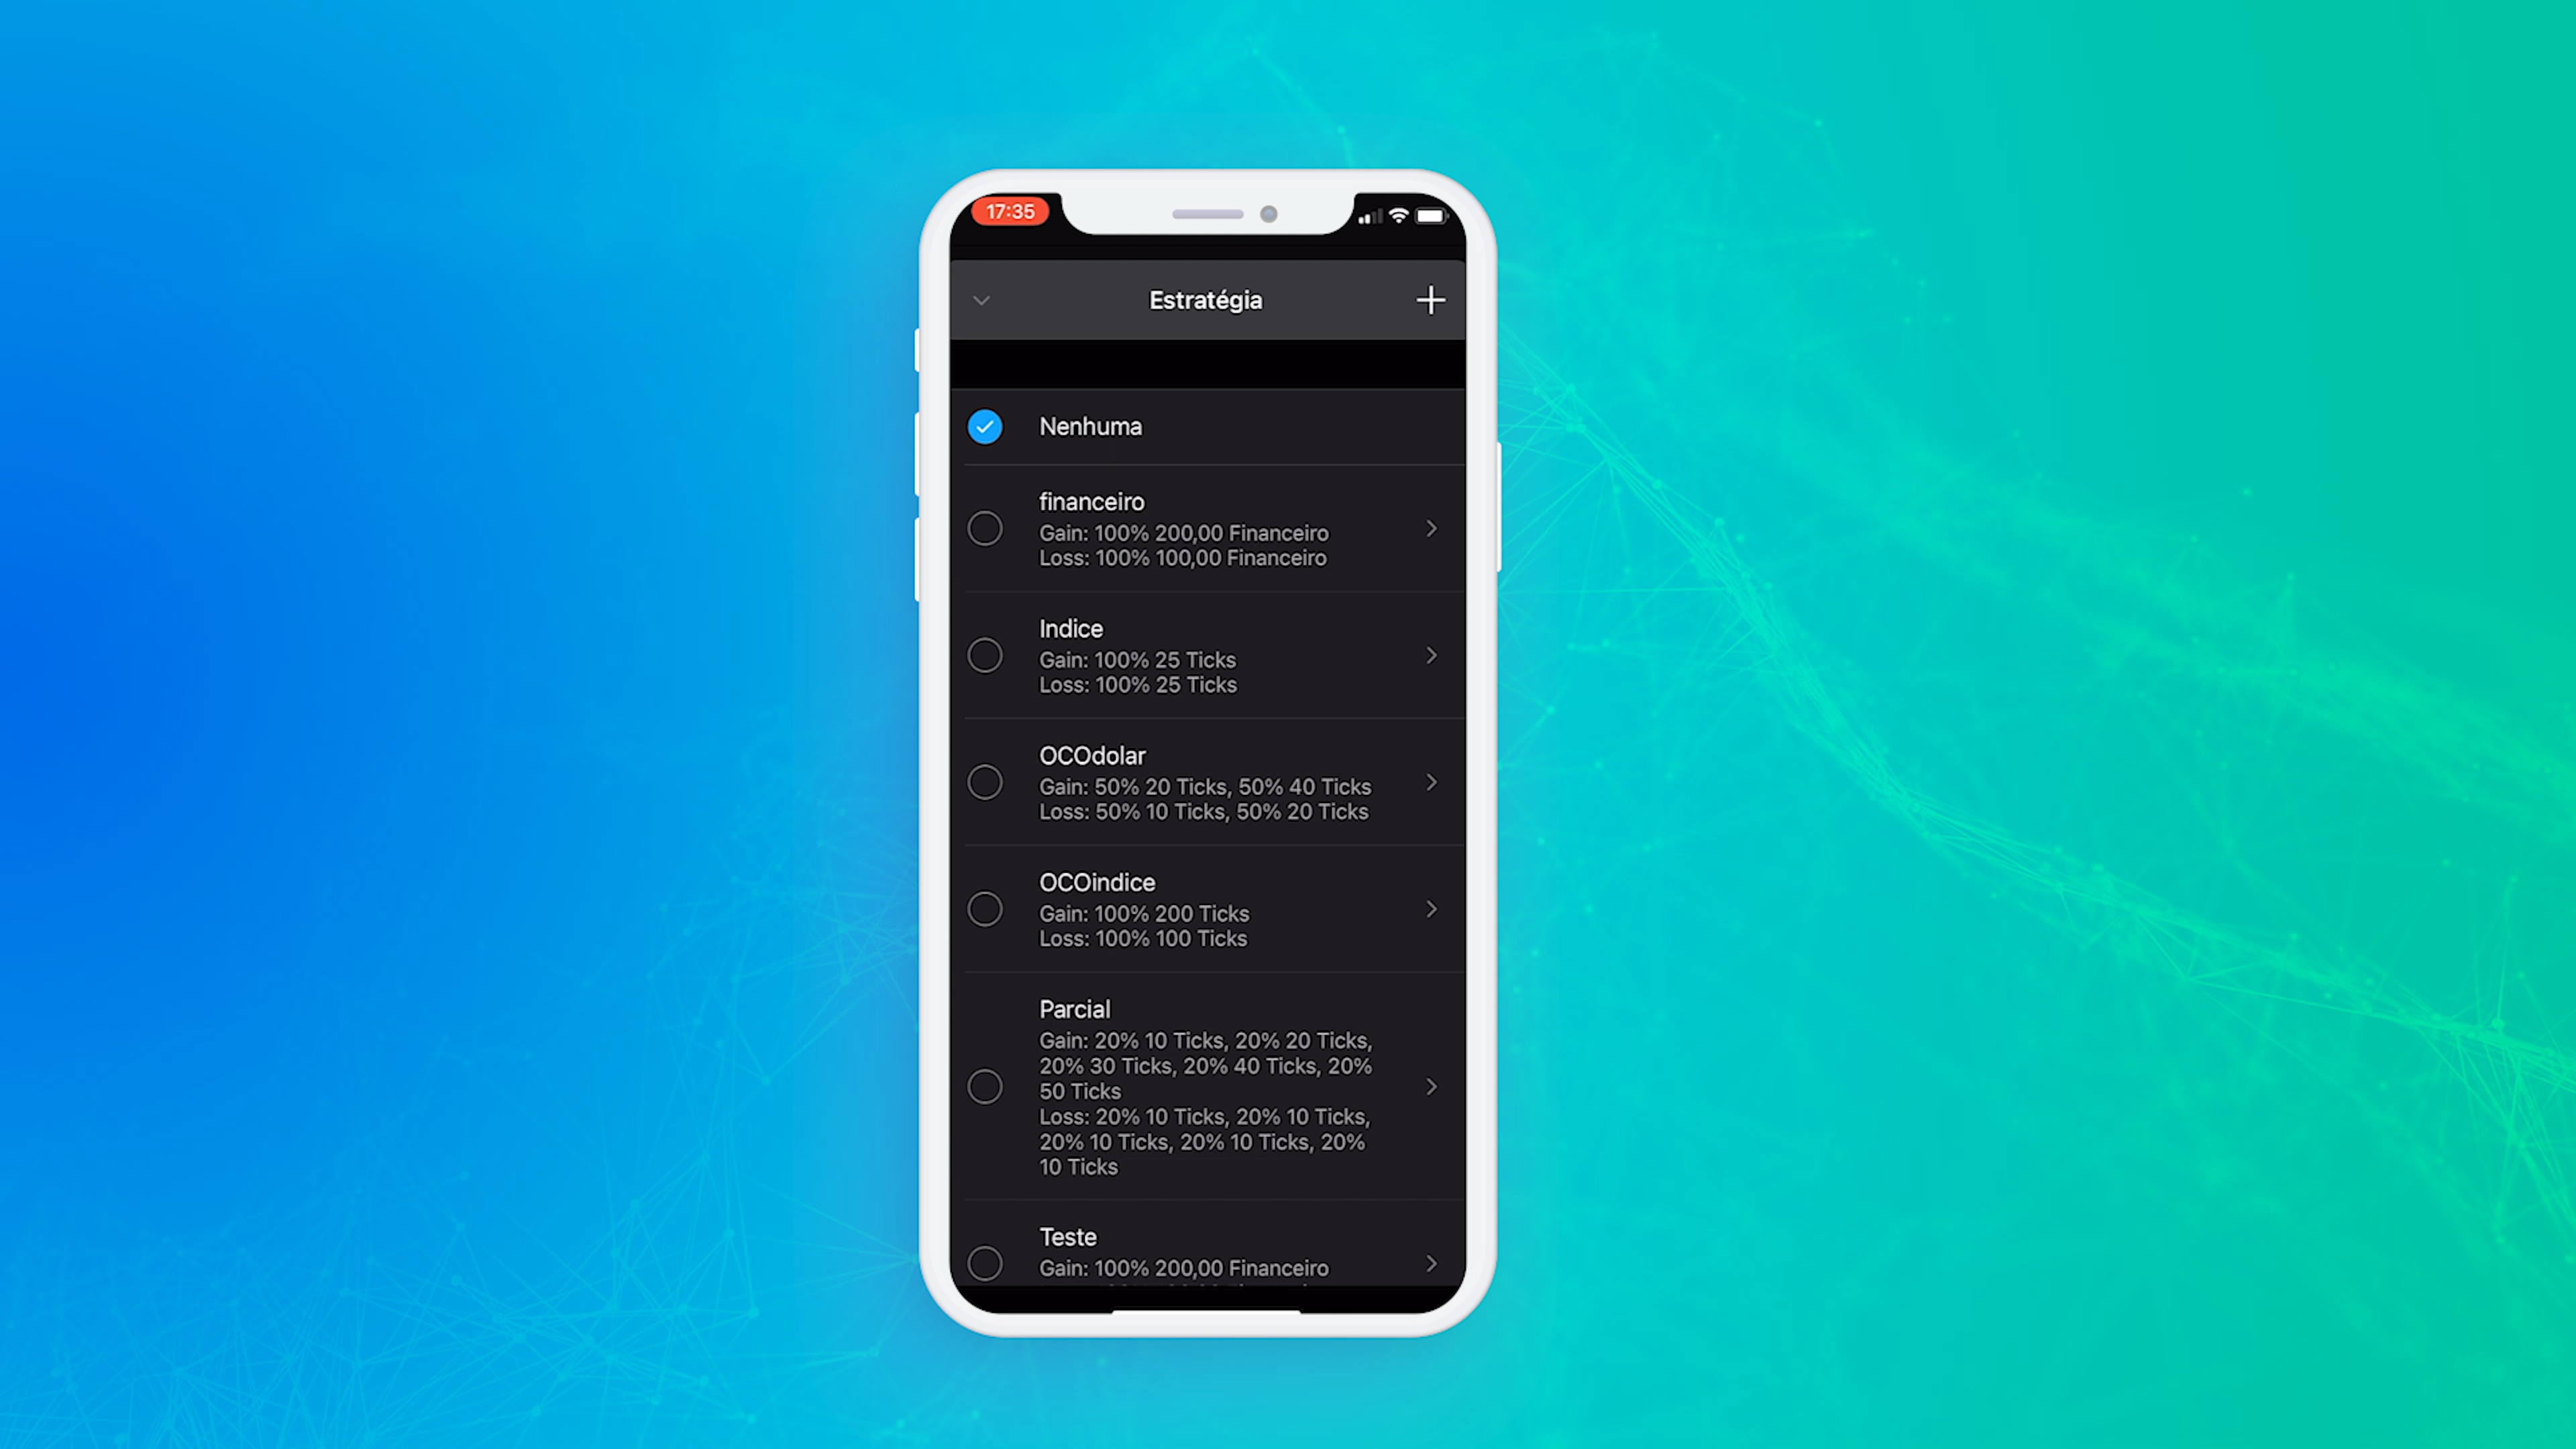 17:35
Estratégia
Nenhuma
financeiro
Gain: 100% 200,00 Financeiro
Loss: 100% 100,00 Financeiro
Indice
Gain: 100% 25 Ticks
Loss: 100% 25 Ticks
OCOdolar
Gain: 50% 20 Ticks, 50% 40 Ticks
Loss: 50% 10 Ticks, 50% 20 Ticks
OCOindice
Gain: 100% 200 Ticks
Loss: 100% 100 Ticks
Parcial
Gain: 20% 10 Ticks, 20% 20 Ticks,
20% 30 Ticks, 20% 40 Ticks, 20%
50 Ticks
Loss: 20% 10 Ticks, 20% 10 Ticks,
20% 10 Ticks, 20% 10 Ticks, 20%
10 Ticks
Teste
Gain: 100% 200,00 Financeiro